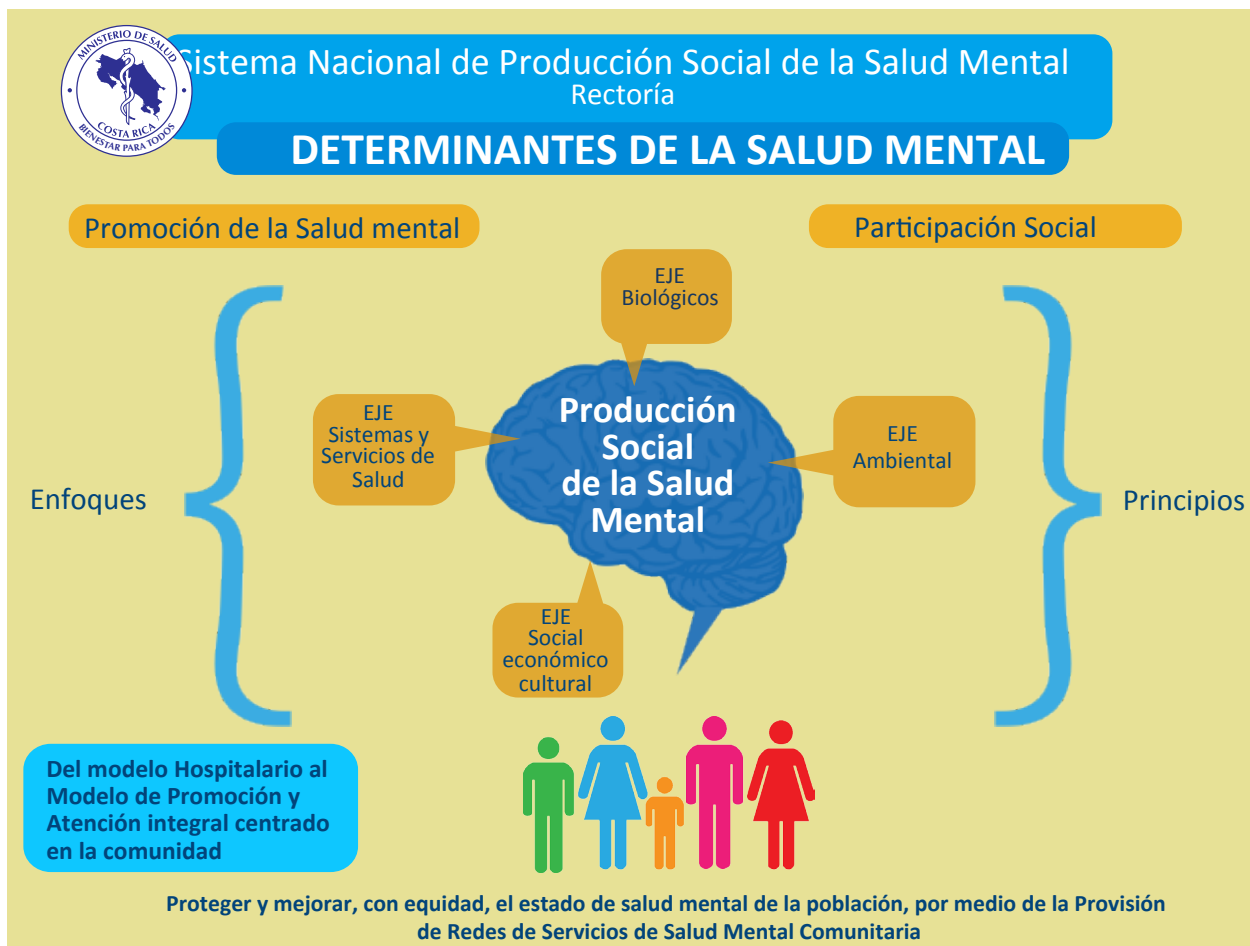 MINISTERIO DE SALUD
COSTA RICA
BIENESTAR PARA TODOS
Sistema Nacional de Producción Social de la Salud Mental
Rectoría
DETERMINANTES DE LA SALUD MENTAL
Promoción de la Salud mental
Participación Social
EJE
Biológicos
EJE
Sistemas y
Servicios de
Salud
Producción
Social
de la Salud
Mental
EJE
Ambiental
Enfoques
Principios
EJE
Social
económico
cultural
Del modelo Hospitalario al
Modelo de Promoción y
Atención integral centrado
en la comunidad
Proteger y mejorar, con equidad, el estado de salud mental de la población, por medio de la Provisión
de Redes de Servicios de Salud Mental Comunitaria